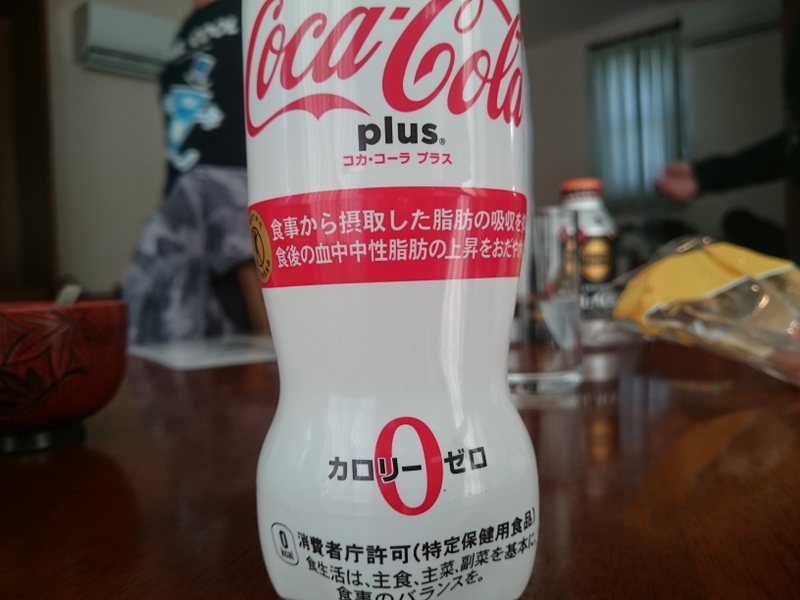 Coca-Cola
plus®
コカ・コーラ プラス
食事から摂取した脂肪の吸収を
食後の血中中性脂肪の上昇をおだや
0
カロリー ゼロ
0
kcal
消費者庁許可(特定保健用食品)
食生活は、主食、主菜、副菜を基本に、
食事のバランスを。